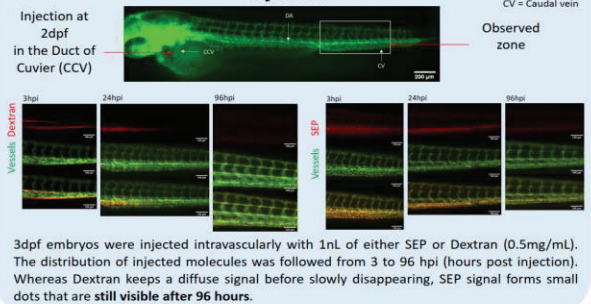 CV = Caudal vein
Injection at
2dpf
in the Duct of
Cuvier (CCV)
DA
CCV
CV
200 µm
Observed
zone
3hpi
24hpi
96hpi
Dextran
Vessels
3hpi
24hpi
96hpi
SEP
Vessels
3dpf embryos were injected intravascularly with 1nL of either SEP or Dextran (0.5mg/mL).
The distribution of injected molecules was followed from 3 to 96 hpi (hours post injection).
Whereas Dextran keeps a diffuse signal before slowly disappearing, SEP signal forms small
dots that are still visible after 96 hours.